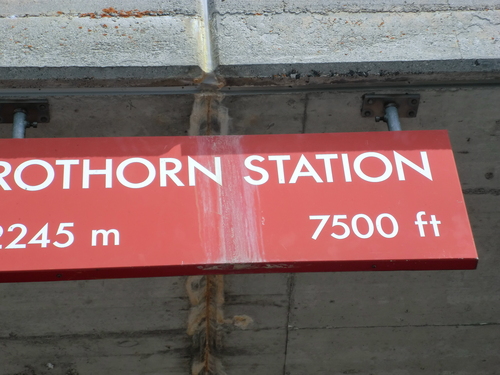 ROTHORN STATION
2245 m 7500 ft